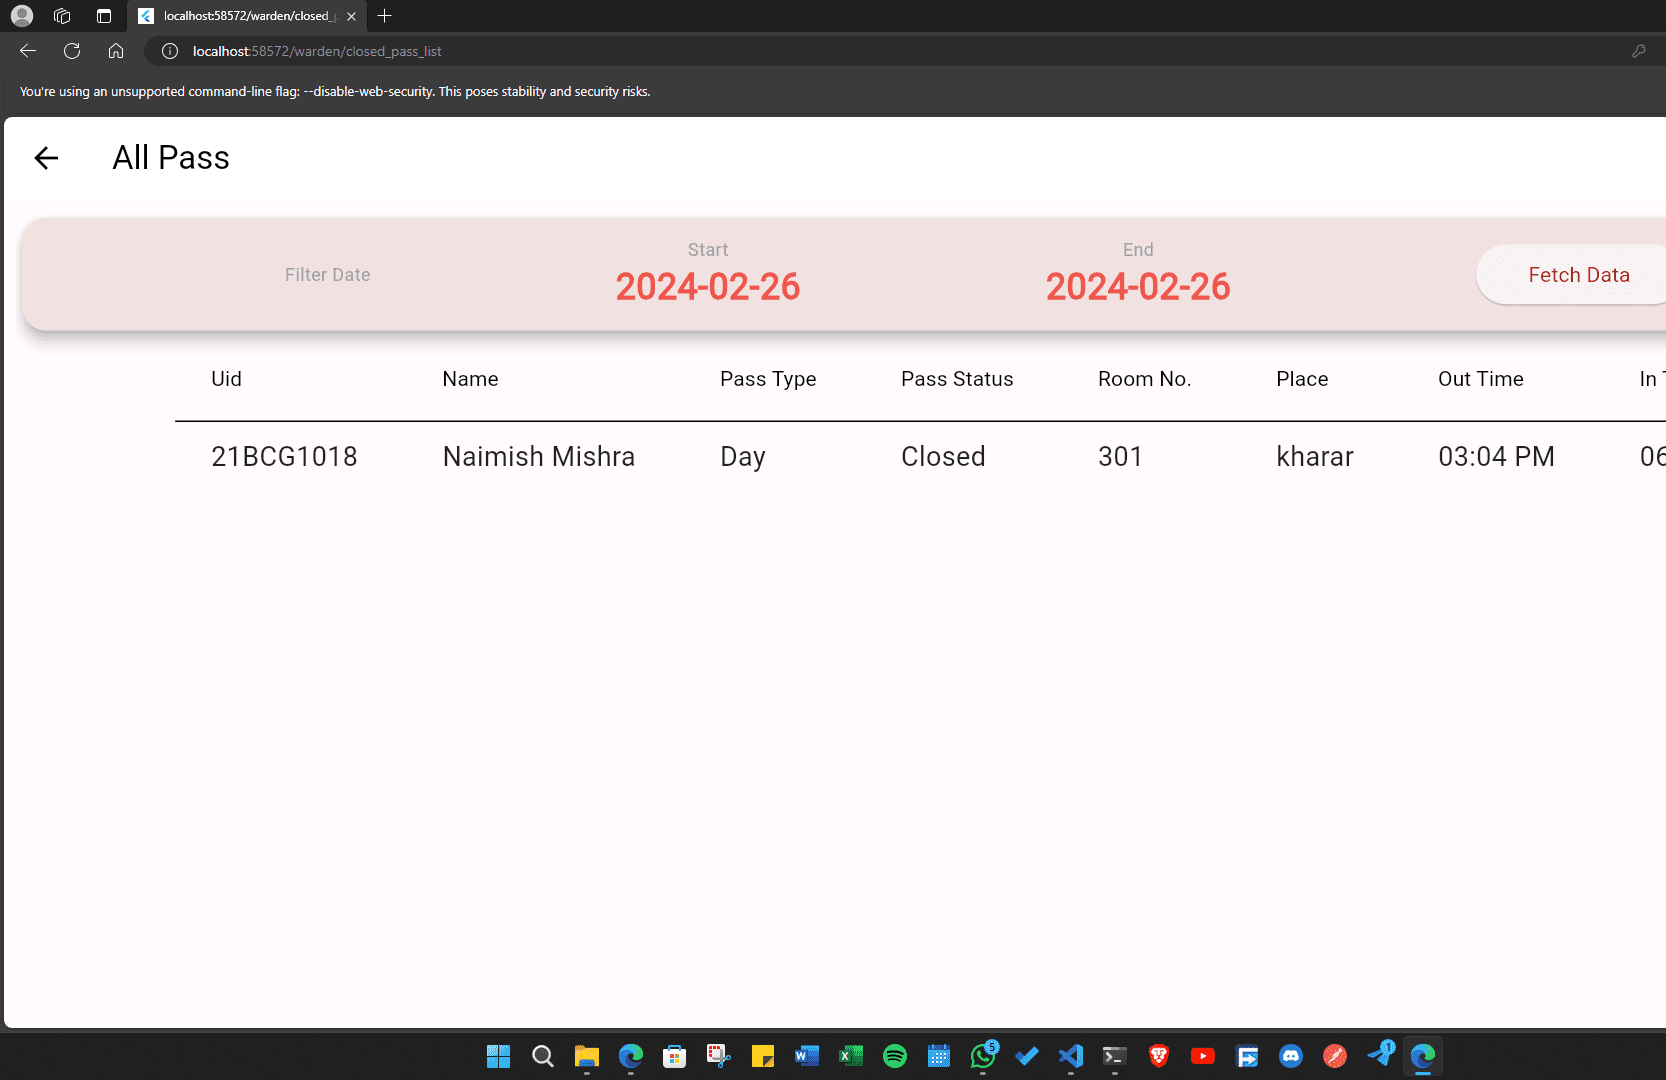 localhost:58572/warden/closed_
localhost:58572/warden/closed_pass_list
You're using an unsupported command-line flag: --disable-web-security. This poses stability and security risks.
All Pass
Filter Date
Start
2024-02-26
End
2024-02-26
Fetch Data
Uid Name Pass Type Pass Status Room No. Place Out Time In
21BCG1018 Naimish Mishra Day Closed 301 kharar 03:04 PM 06
5
1